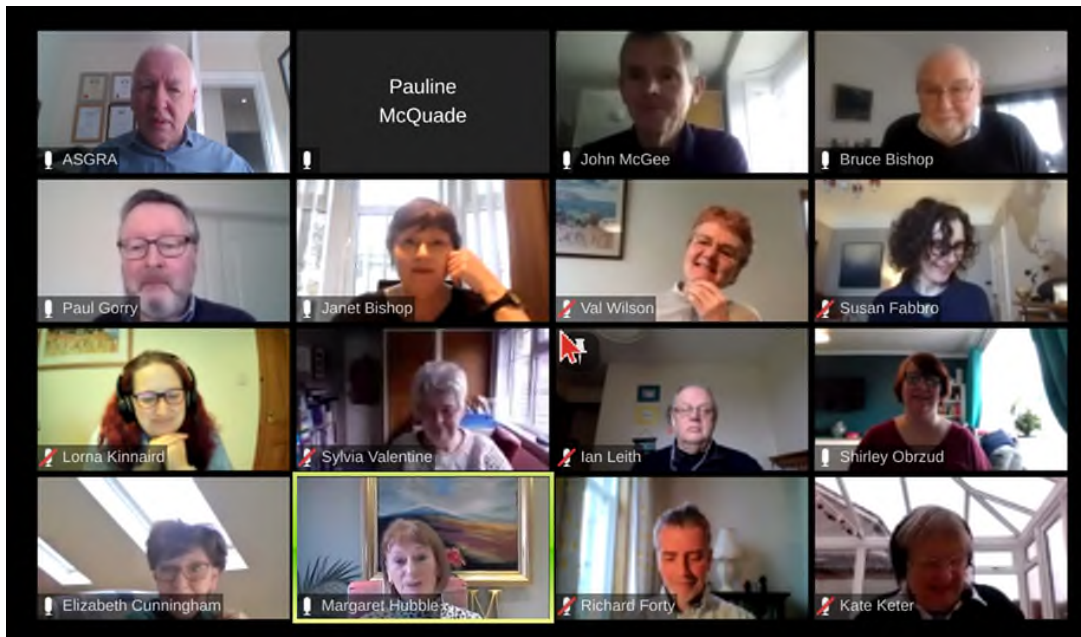 Pauline
McQuade
ASGRA
John McGee
Bruce Bishop
Paul Gorry
Janet Bishop
Val Wilson
Susan Fabbro
Lorna Kinnaird
Sylvia Valentine
Ian Leith
Shirley Obrzud
Elizabeth Cunningham
Margaret Hubble
Richard Forty
Kate Keter